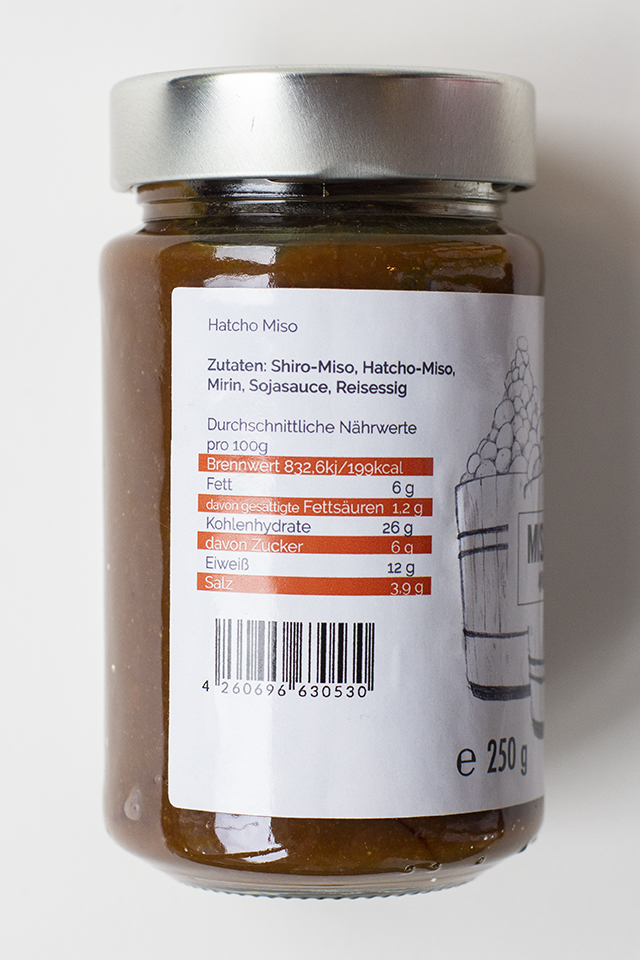 Hatcho Miso
Zutaten: Shiro-Miso, Hatcho-Miso,
Mirin, Sojasauce, Reisessig
Durchschnittliche Nährwerte
pro 100g
Brennwert 832,6kj/199kcal
Fett 6 g
davon gesättigte Fettsäuren 1,2 g
Kohlenhydrate 26 g
davon Zucker 6 g
Eiweiß 12 g
Salz 3,9 g
4 260696 630530
e 250 g